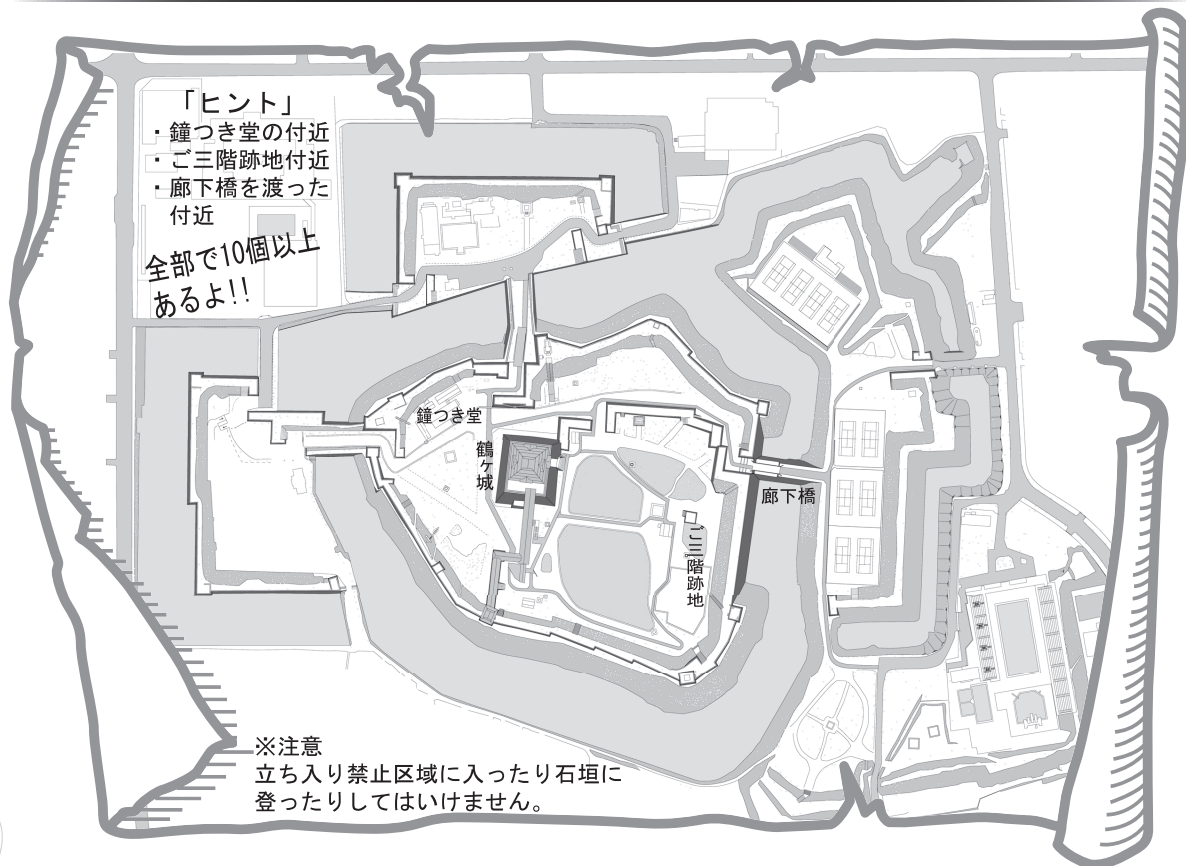 「ヒント」
・鐘つき堂の付近
・ご三階跡地付近
・廊下橋を渡った
付近
全部で10個以上
あるよ!!
鐘つき堂
鶴ヶ城
廊下橋
ご三階跡地
※注意
立ち入り禁止区域に入ったり石垣に
登ったりしてはいけません。